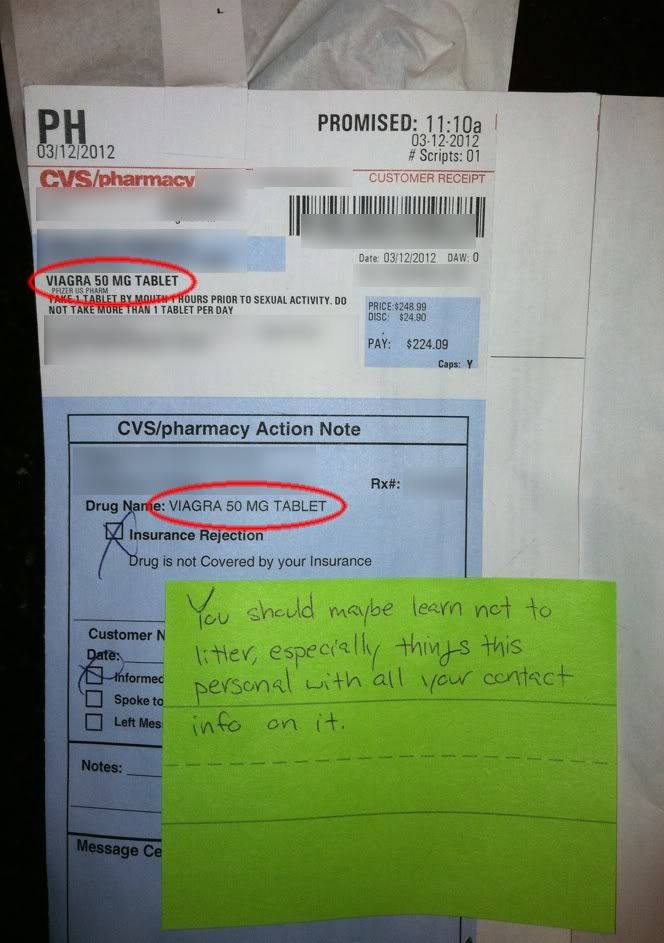 PH
03/12/2012
PROMISED: 11:10a
03-12-2012
# Scripts: 01
CVS/pharmacy
CUSTOMER RECEIPT
Date: 03/12/2012 DAW: 0
VIAGRA 50 MG TABLET
PFIZER US PHARM
TAKE 1 TABLET BY MOUTH 1 HOURS PRIOR TO SEXUAL ACTIVITY. DO
NOT TAKE MORE THAN 1 TABLET PER DAY
PRICE: $248.99
DISC: $24.90
PAY: $224.09
Caps: Y
CVS/pharmacy Action Note
Rx#:
Drug Name: VIAGRA 50 MG TABLET
Insurance Rejection
Drug is not Covered by your Insurance
Customer N
Date:
Informed
Spoke to
Left Mes
Notes:
Message Ce
You should maybe learn not to
litter, especially things this
personal with all your contact
info on it.